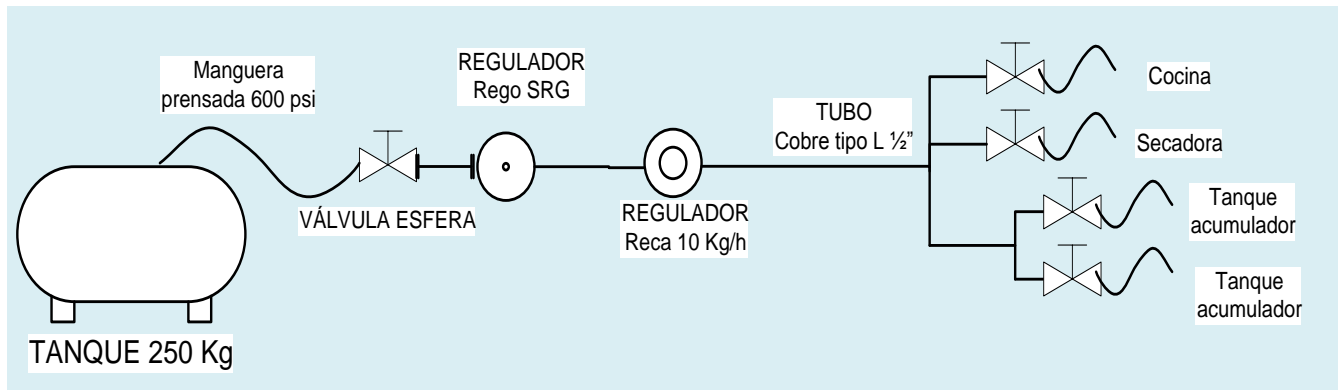 Manguera
prensada 600 psi
REGULADOR
Rego SRG
VÁLVULA ESFERA
TANQUE 250 Kg
REGULADOR
Reca 10 Kg/h
TUBO
Cobre tipo L ½”
Cocina
Secadora
Tanque
acumulador
Tanque
acumulador